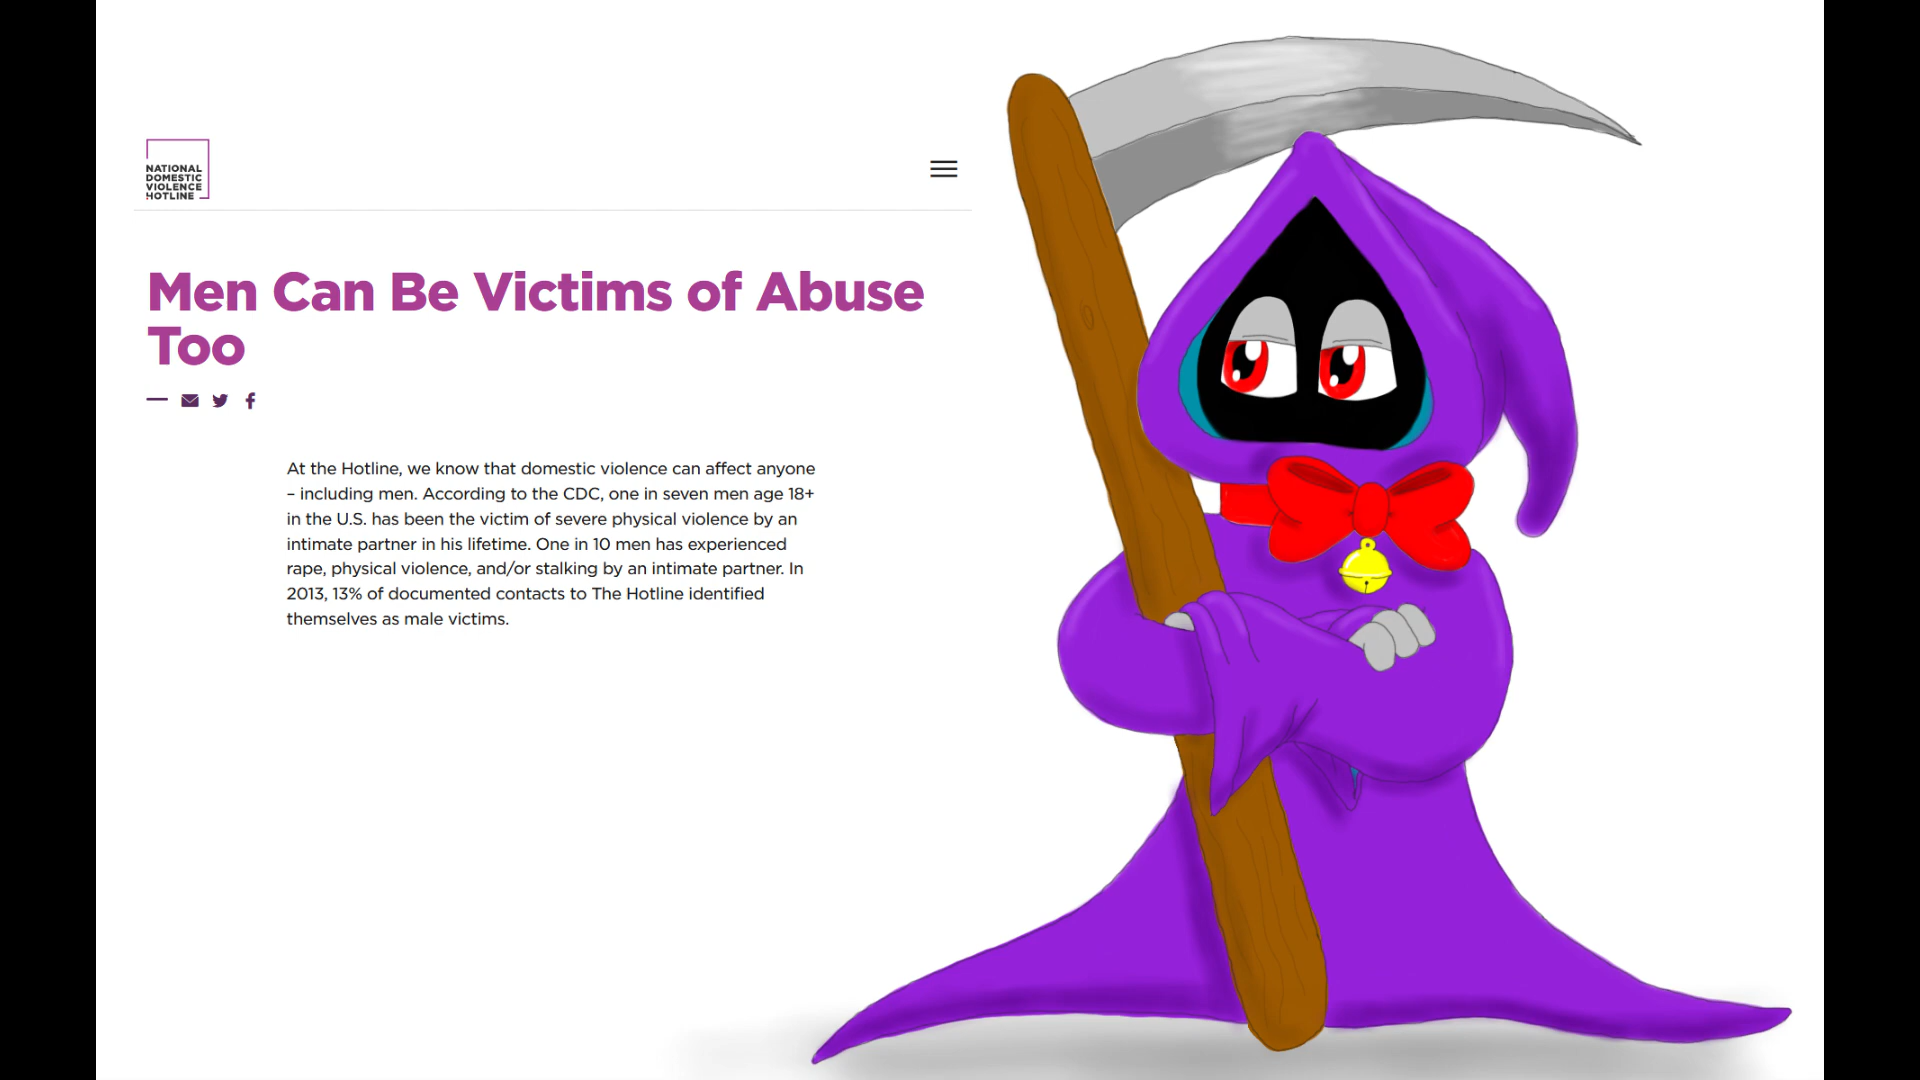 NATIONAL
DOMESTIC
VIOLENCE
HOTLINE
Men Can Be Victims of Abuse
Too
At the Hotline, we know that domestic violence can affect anyone
– including men. According to the CDC, one in seven men age 18+
in the U.S. has been the victim of severe physical violence by an
intimate partner in his lifetime. One in 10 men has experienced
rape, physical violence, and/or stalking by an intimate partner. In
2013, 13% of documented contacts to The Hotline identified
themselves as male victims.